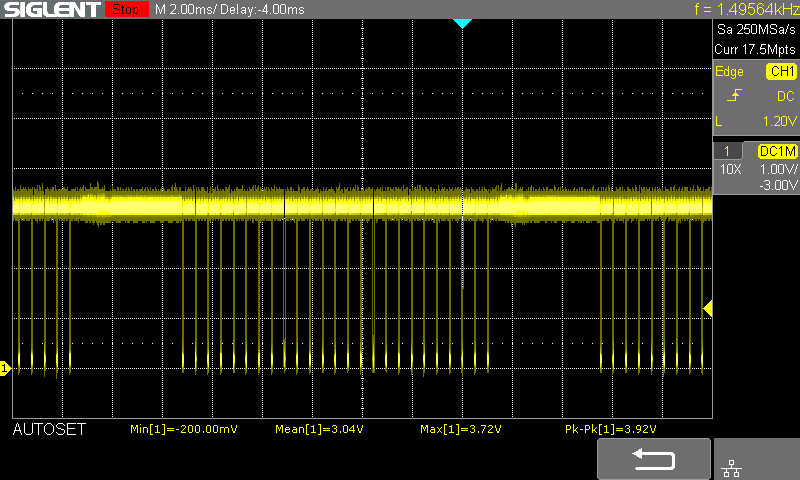 SIGLENT Stop M 2.00ms/ Delay:-4.00ms f = 1.49564kHz
Sa 250MSa/s
Curr 17.5Mpts
Edge CH1
DC
L 1.20V
1 DC1M
10X 1.00V/
-3.00V
1
AUTOSET Min[1]=-200.00mV Mean[1]=3.04V Max[1]=3.72V Pk-Pk[1]=3.92V